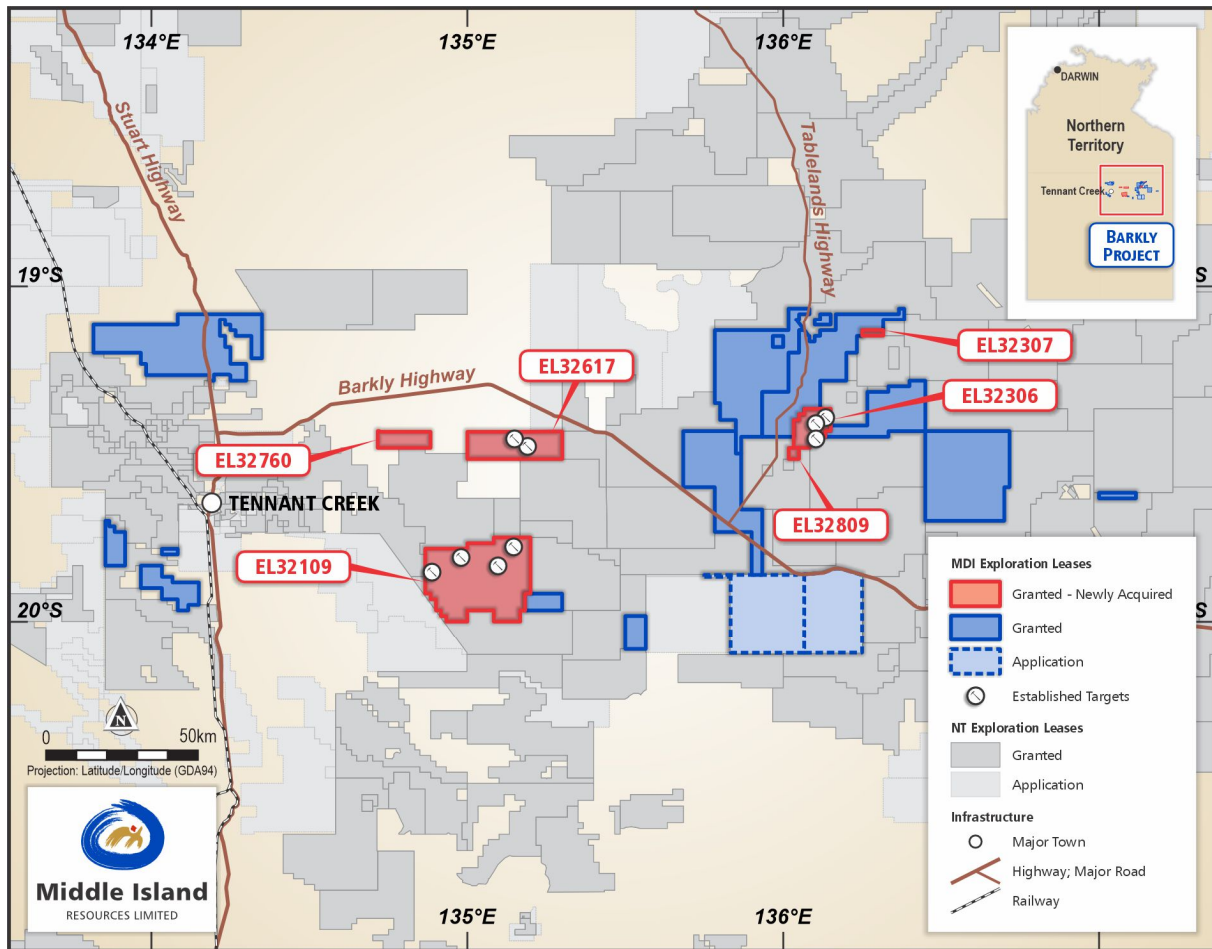 134°E
135°E
136°E
Stuart Highway
Tablelands Highway
DARWIN
Northern
Territory
Tennant Creek
BARKLY
PROJECT
19°S
S
EL32307
EL32617
Barkly Highway
EL32306
EL32760
TENNANT CREEK
EL32809
EL32109
20°S
S
MDI Exploration Leases
Granted - Newly Acquired
Granted
Application
Established Targets
NT Exploration Leases
Granted
Application
Infrastructure
Major Town
Highway; Major Road
Railway
N
0 50km
Projection: Latitude/Longitude (GDA94)
Middle Island
RESOURCES LIMITED
135°E
136°E